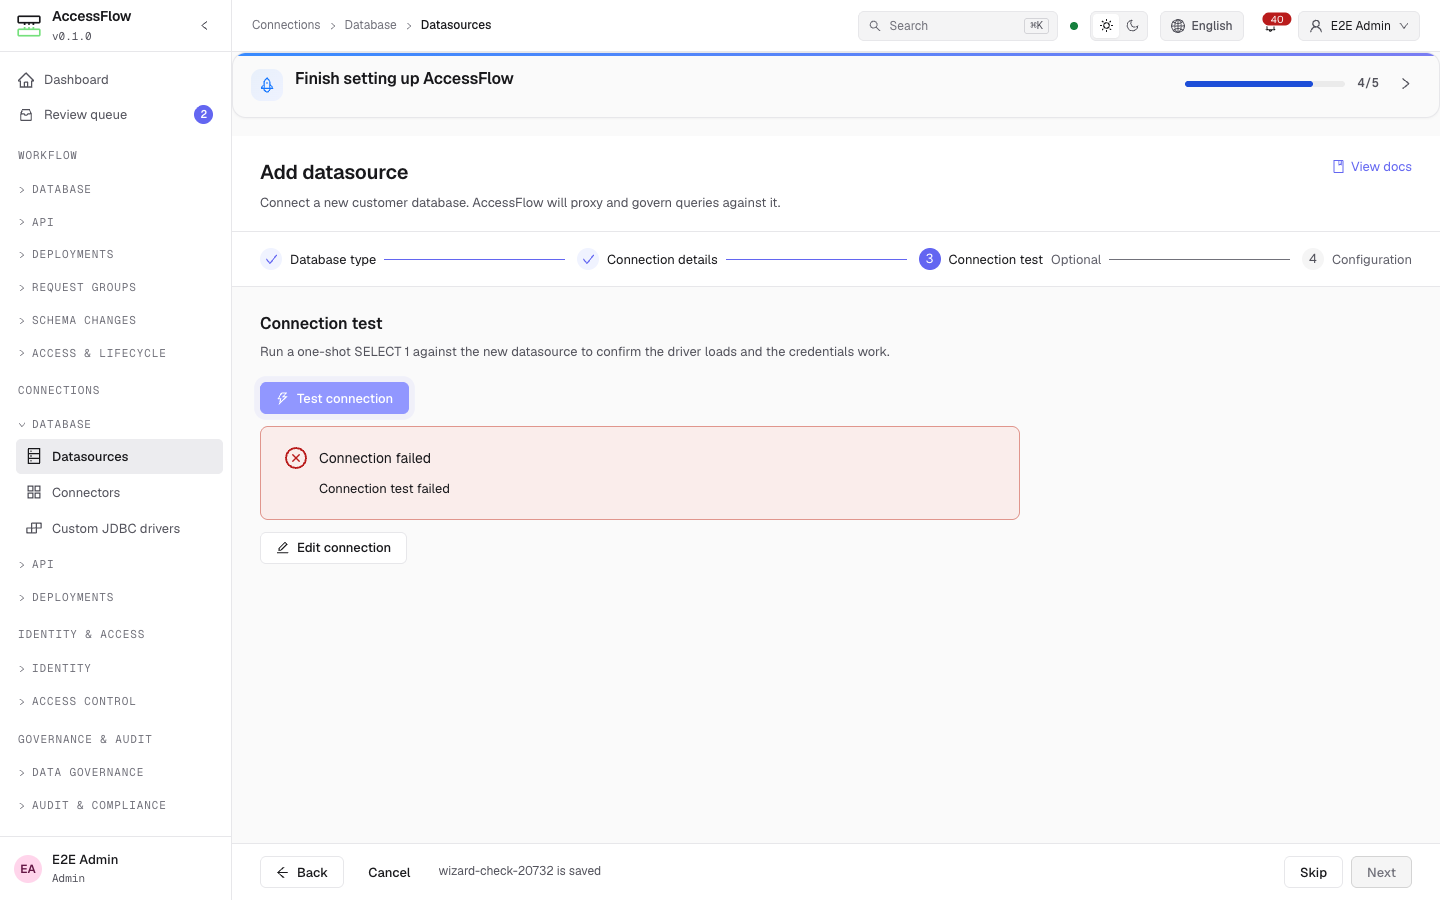 AccessFlow
v0.1.0
Dashboard
Review queue
2
WORKFLOW
DATABASE
API
DEPLOYMENTS
REQUEST GROUPS
SCHEMA CHANGES
ACCESS & LIFECYCLE
CONNECTIONS
DATABASE
Datasources
Connectors
Custom JDBC drivers
API
DEPLOYMENTS
IDENTITY & ACCESS
IDENTITY
ACCESS CONTROL
GOVERNANCE & AUDIT
DATA GOVERNANCE
AUDIT & COMPLIANCE
EA
E2E Admin
Admin
Connections > Database > Datasources
Search
⌘K
English
40
E2E Admin
Finish setting up AccessFlow
4/5
Add datasource
View docs
Connect a new customer database. AccessFlow will proxy and govern queries against it.
Database type
Connection details
3 Connection test Optional
4 Configuration
Connection test
Run a one-shot SELECT 1 against the new datasource to confirm the driver loads and the credentials work.
Test connection
Connection failed
Connection test failed
Edit connection
Back
Cancel
wizard-check-20732 is saved
Skip
Next